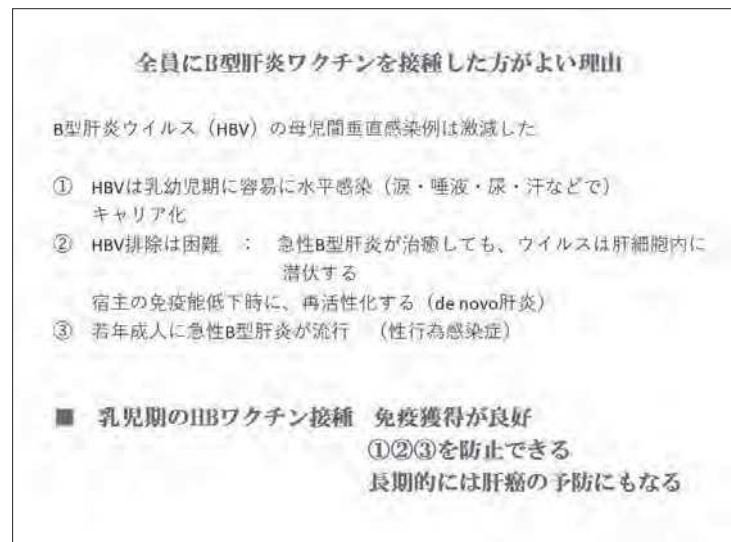 全員にB型肝炎ワクチンを接種した方がよい理由
B型肝炎ウイルス（HBV）の母児間垂直感染例は激減した
① HBVは乳幼児期に容易に水平感染（涙・唾液・尿・汗などで）
キャリア化
② HBV排除は困難 ： 急性B型肝炎が治癒しても、ウイルスは肝細胞内に
潜伏する
宿主の免疫能低下時に、再活性化する（de novo肝炎）
③ 若年成人に急性B型肝炎が流行 （性行為感染症）
■ 乳児期のHBワクチン接種 免疫獲得が良好
①②③を防止できる
長期的には肝癌の予防にもなる